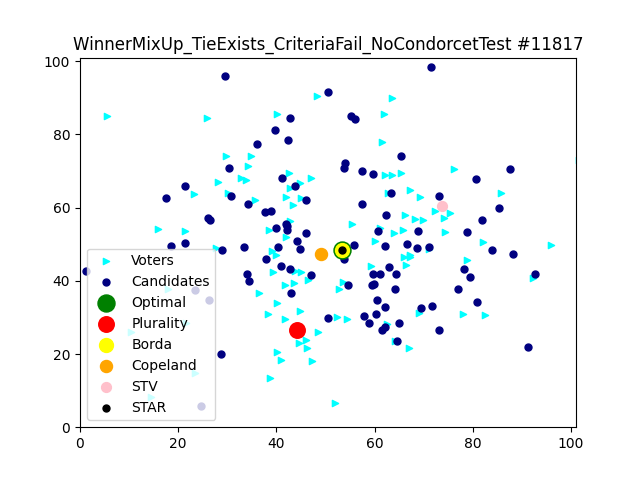 WinnerMixUp_TieExists_CriteriaFail_NoCondorcetTest #11817
100
80
60
40
20
0
0
20
40
60
80
100
Voters
Candidates
Optimal
Plurality
Borda
Copeland
STV
STAR